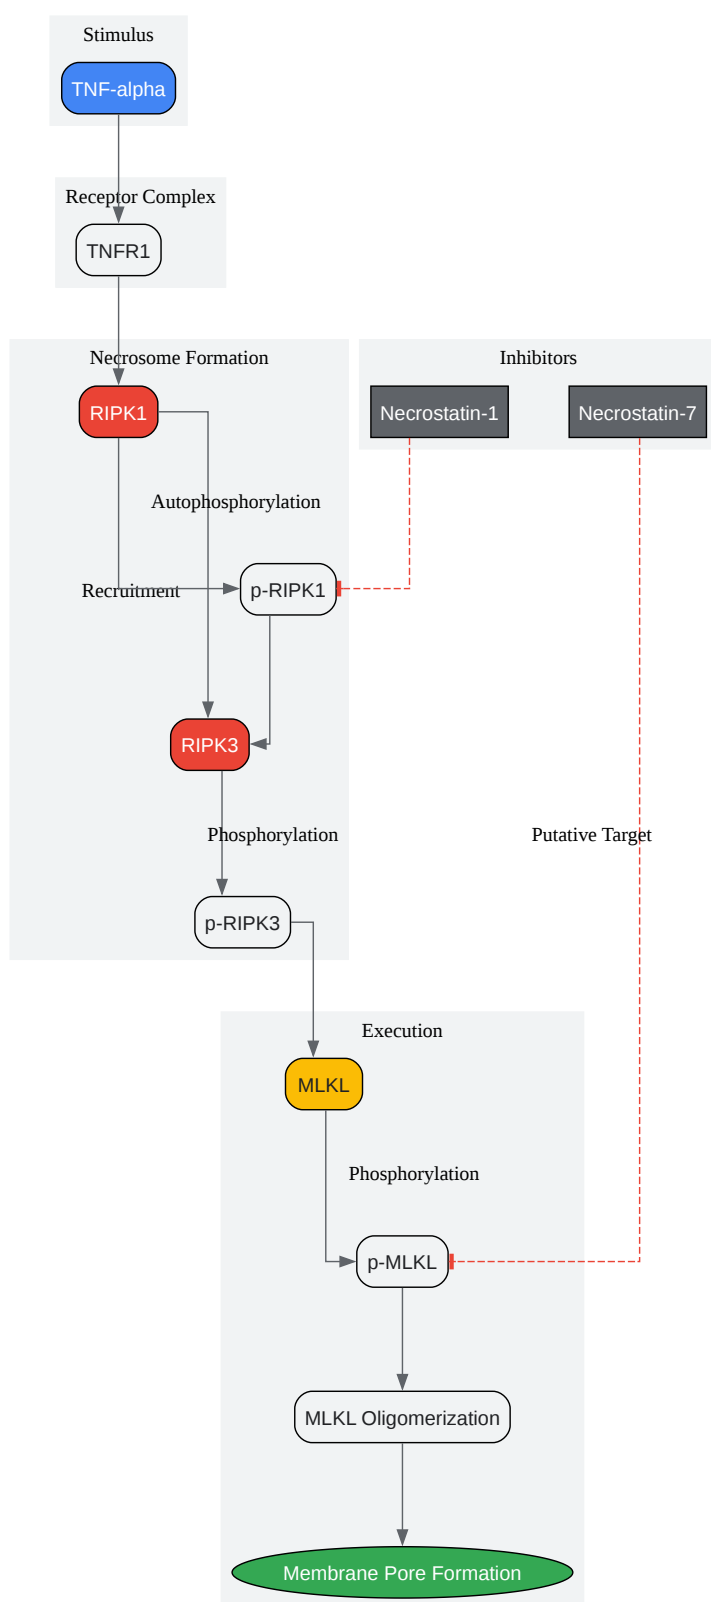 Stimulus
TNF-alpha
Receptor Complex
TNFR1
Necrosome Formation
Inhibitors
RIPK1
Necrostatin-1
Necrostatin-7
Autophosphorylation
Recruitment
p-RIPK1
RIPK3
Phosphorylation
Putative Target
p-RIPK3
Execution
MLKL
Phosphorylation
p-MLKL
MLKL Oligomerization
Membrane Pore Formation